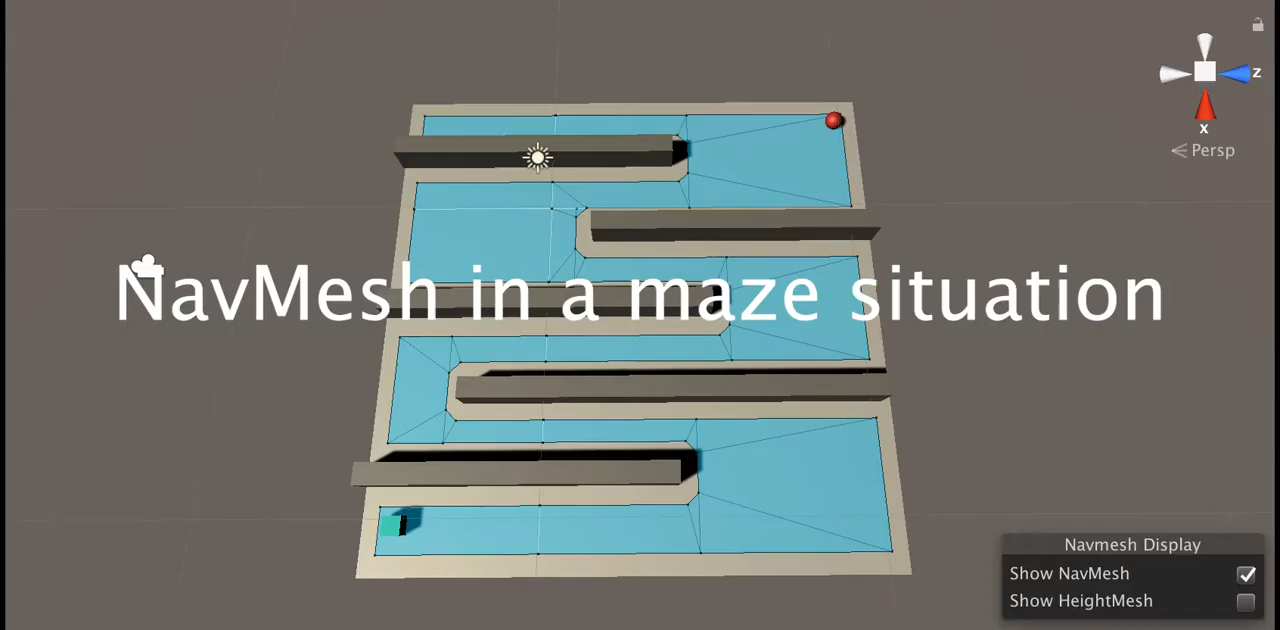 z
x
Persp
NavMesh in a maze situation
Navmesh Display
Show NavMesh
Show HeightMesh